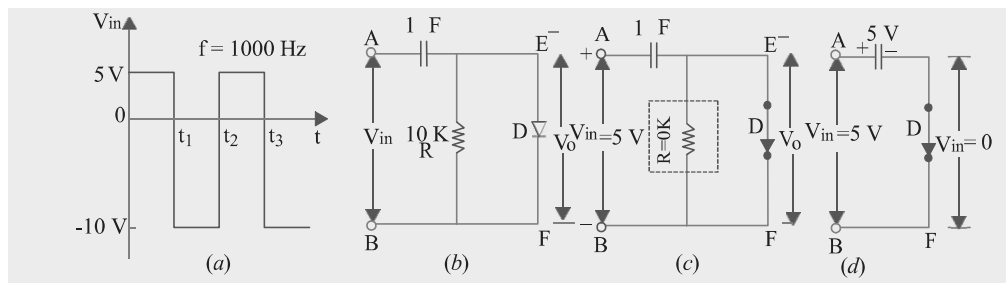 Vin
f = 1000 Hz
5 V
0
t1
t2
t3
t
-10 V
(a)
1 F
A
E
Vin
10 K
R
D
Vo
B
F
(b)
1 F
A
+
E
Vin=5 V
R=0K
D
Vo
B
F
(c)
5 V
A
+ −
Vin=5 V
D
Vin= 0
B
F
(d)